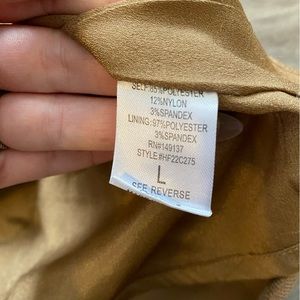 SELF:85%POLYESTER
12%NYLON
3%SPANDEX
LINING:97%POLYESTER
3%SPANDEX
RN#149137
STYLE#HF22C275
L
SEE REVERSE